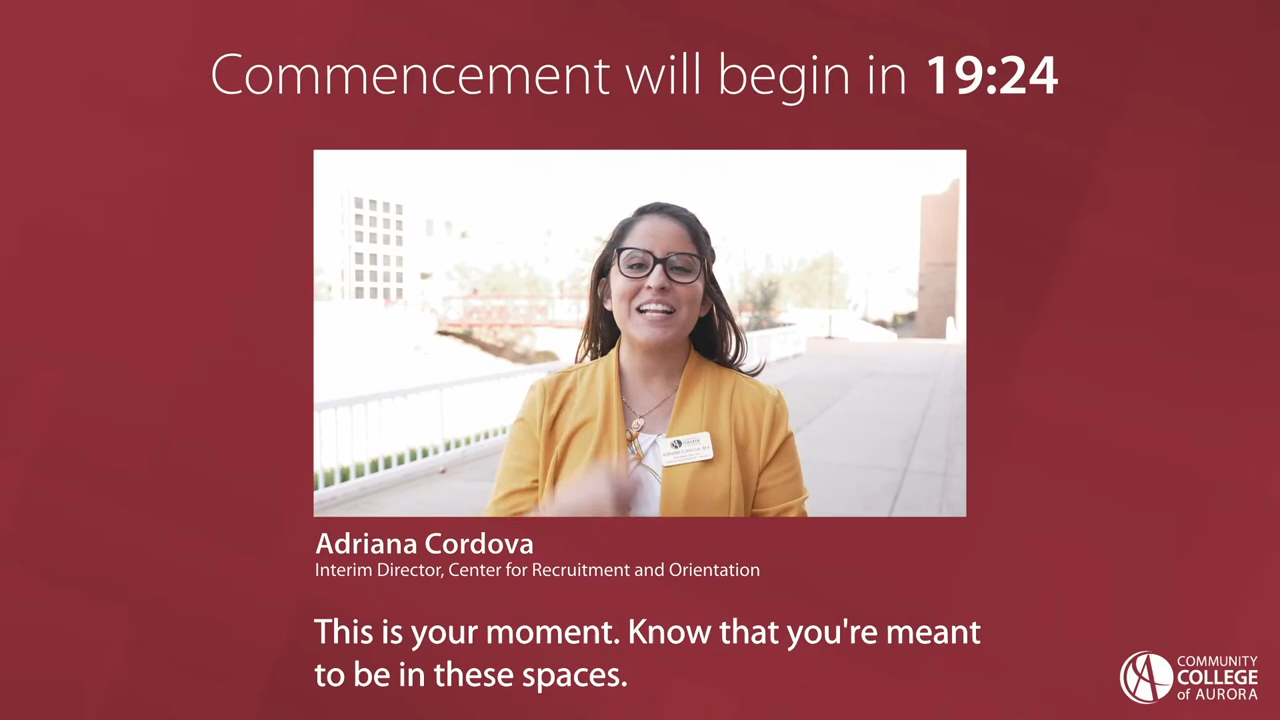 Commencement will begin in 19:24
COLLEGE
Adriana Cordova
Interim Director, Center for Recruitment and Orientation
This is your moment. Know that you're meant
to be in these spaces.
COMMUNITY
COLLEGE
of AURORA